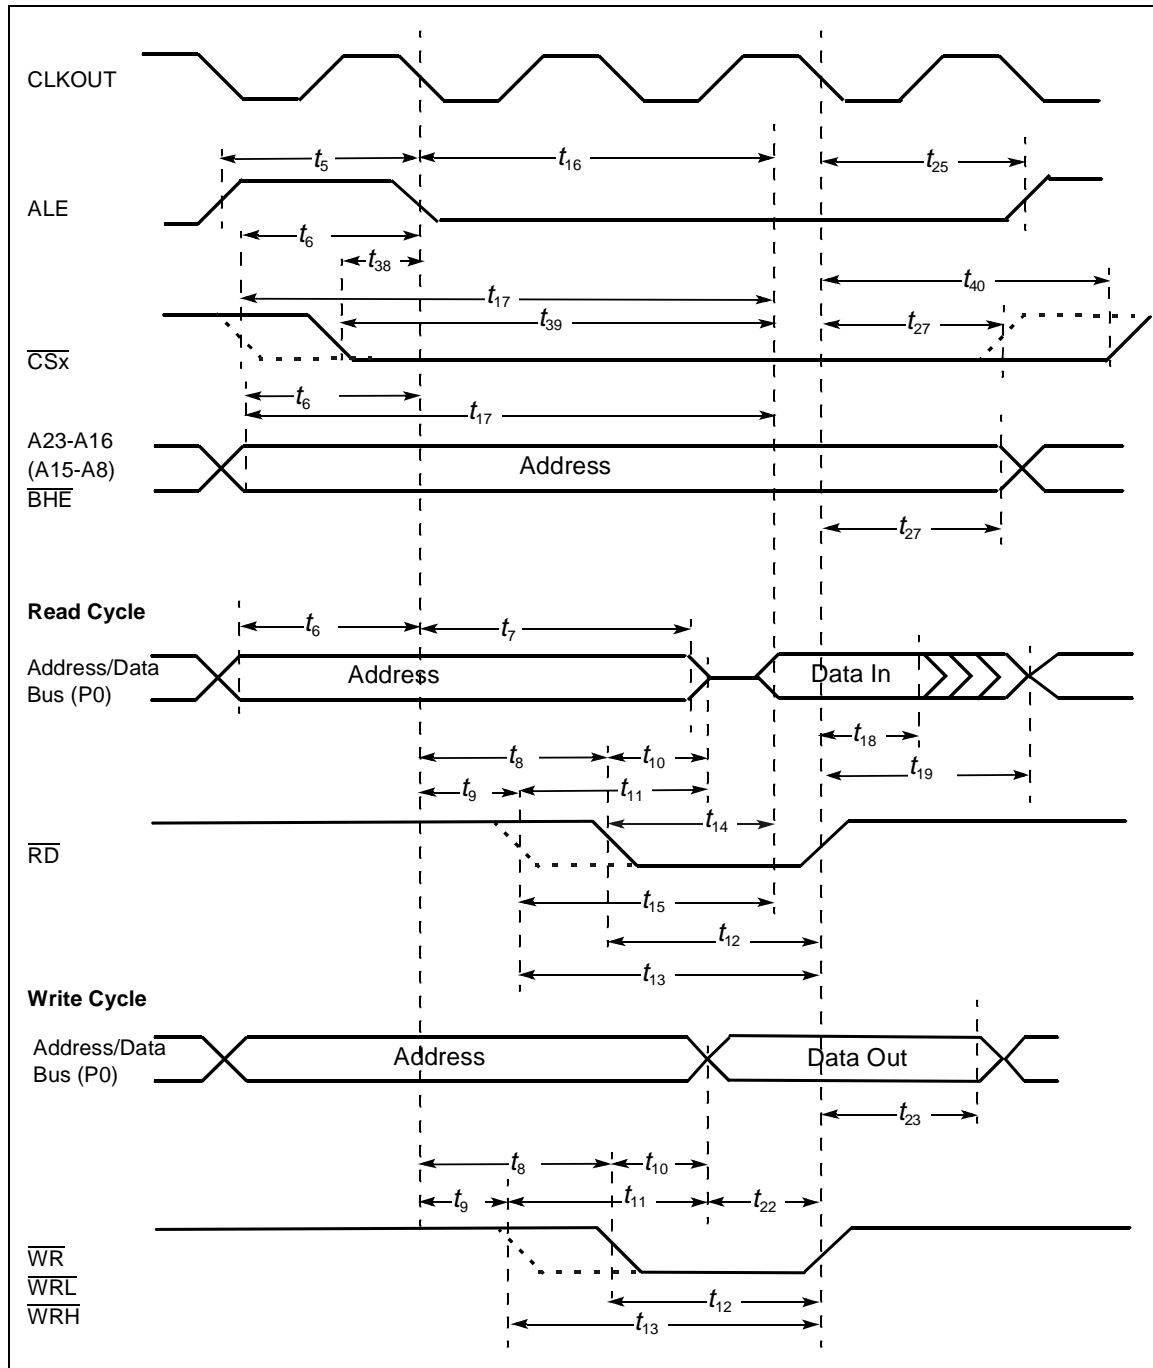 CLKOUT
t5
t16
t25
ALE
t6
t38
t40
t17
t39
t27
CSx
t6
t17
A23-A16
(A15-A8)
BHE
Address
t27
Read Cycle
t6
t7
Address/Data
Bus (P0)
Address
Data In
t18
t8
t10
t19
t9
t11
t14
RD
t15
t12
t13
Write Cycle
Address/Data
Bus (P0)
Address
Data Out
t23
t8
t10
t9
t11
t22
WR
WRL
WRH
t12
t13